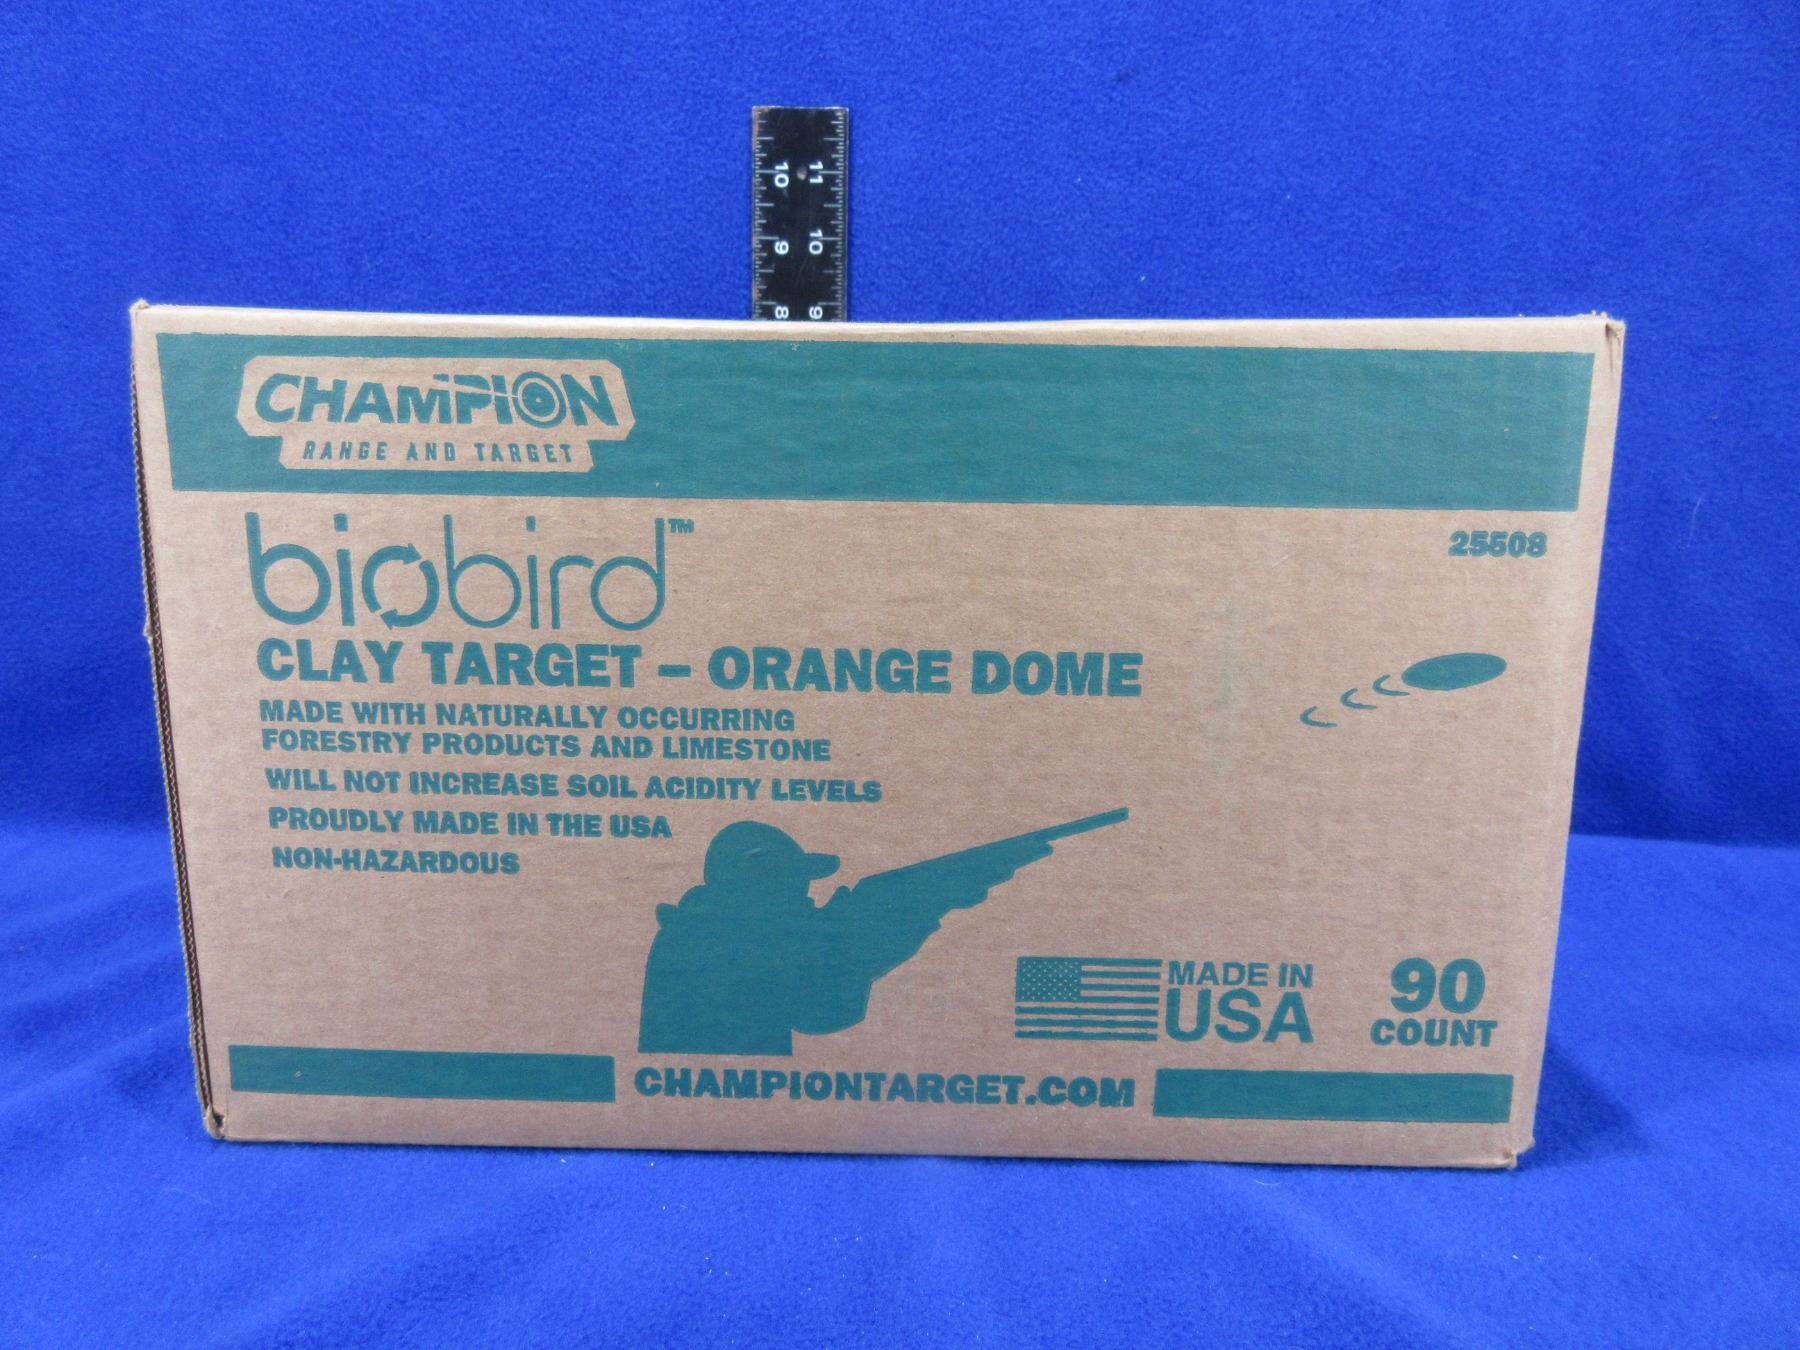 10 11
9 10
8 9
CHAMPION
RANGE AND TARGET
biobird™
25508
CLAY TARGET – ORANGE DOME
MADE WITH NATURALLY OCCURRING
FORESTRY PRODUCTS AND LIMESTONE
WILL NOT INCREASE SOIL ACIDITY LEVELS
PROUDLY MADE IN THE USA
NON-HAZARDOUS
MADE IN
USA
90
COUNT
CHAMPIONTARGET.COM